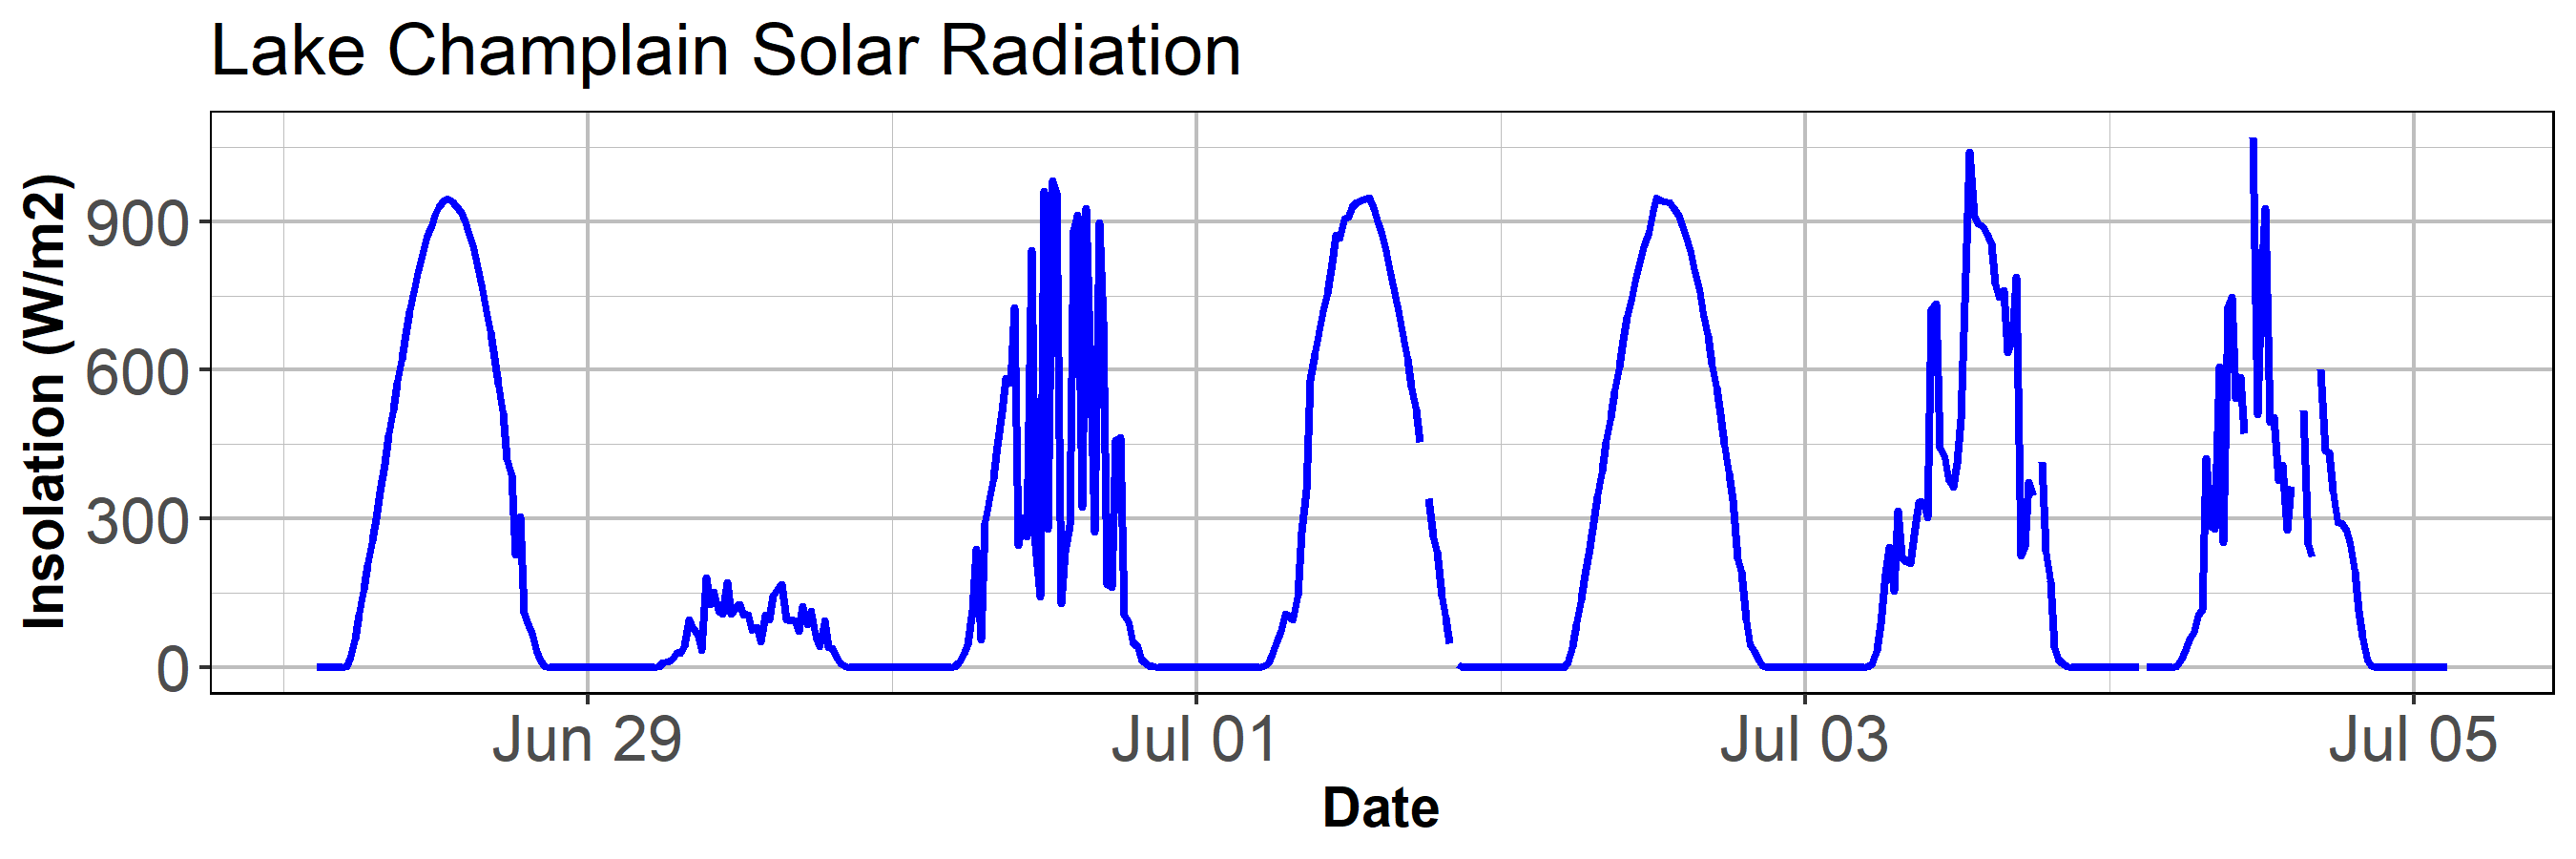 Lake Champlain Solar Radiation
Insolation (W/m2)
900
600
300
0
Jun 29 Jul 01 Jul 03 Jul 05
Date